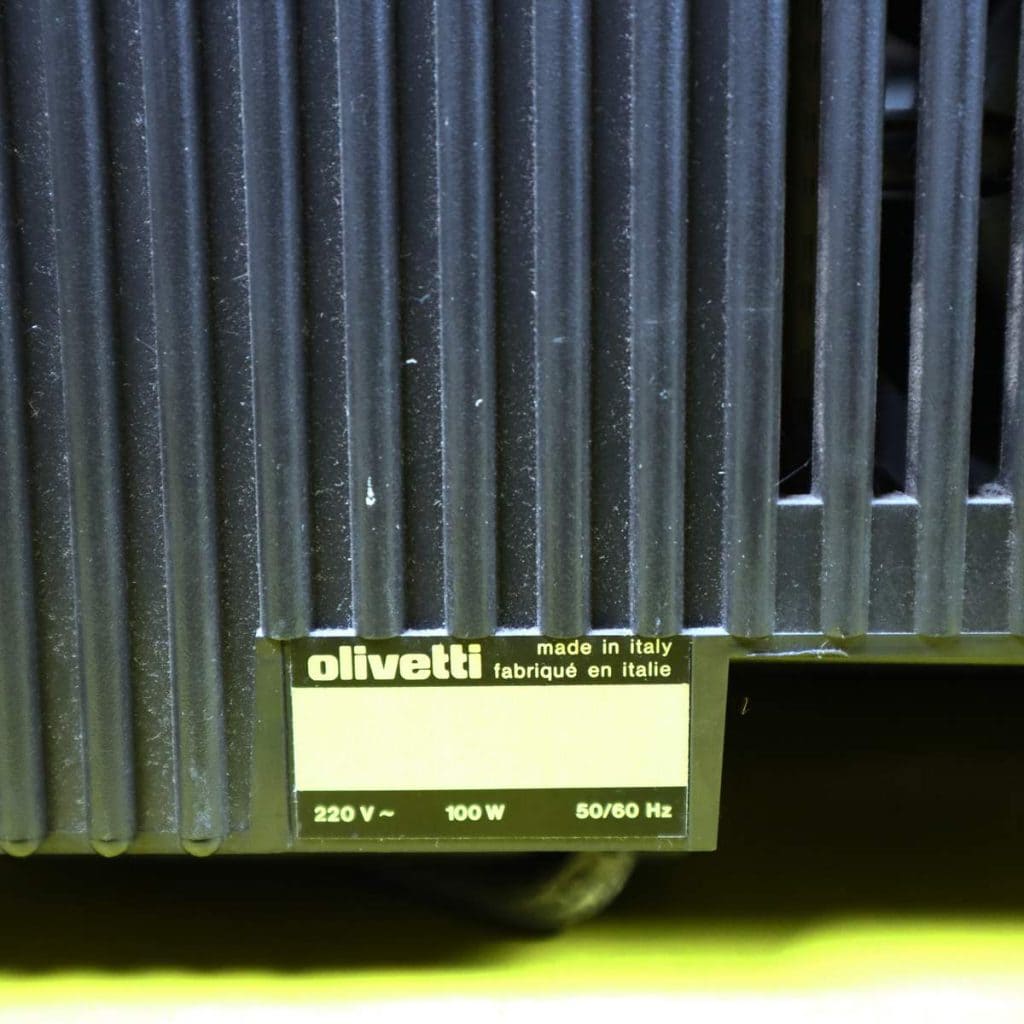 olivetti made in italy
fabriqué en italie
220 V ~ 100 W 50/60 Hz